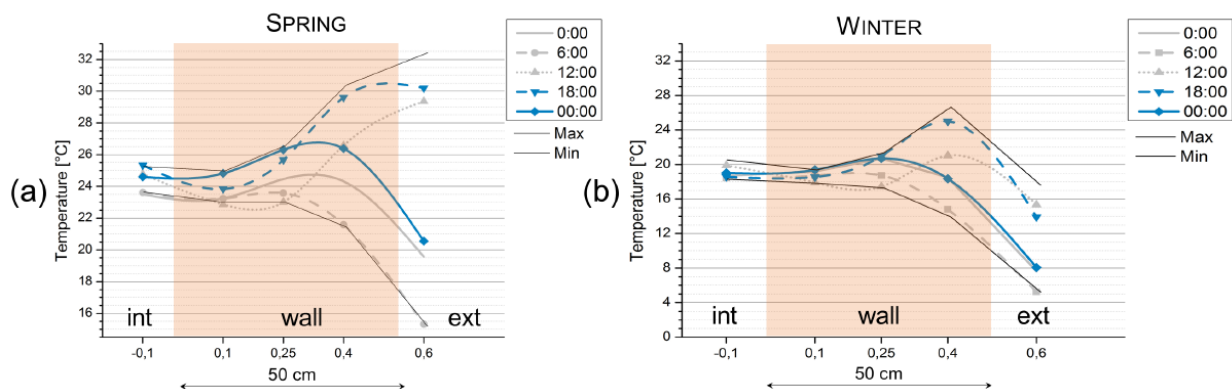 SPRING
0:00
6:00
12:00
18:00
00:00
Max
Min
32
30
28
26
24
22
20
18
16
Temperature [°C]
(a)
int
wall
ext
-0,1
0,1
0,25
0,4
0,6
50 cm
WINTER
0:00
6:00
12:00
18:00
00:00
Max
Min
32
28
24
20
16
12
8
4
0
Temperature [°C]
(b)
int
wall
ext
-0,1
0,1
0,25
0,4
0,6
50 cm